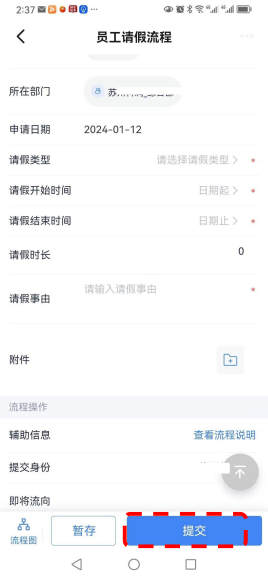 2:37
员工请假流程
所在部门
苏
申请日期 2024-01-12
请假类型 请选择请假类型 > *
请假开始时间 日期起 > *
请假结束时间 日期止 > *
请假时长 0
请假事由 请输入请假事由 *
附件
流程操作
辅助信息 查看流程说明
提交身份
即将流向
流程图 暂存 提交